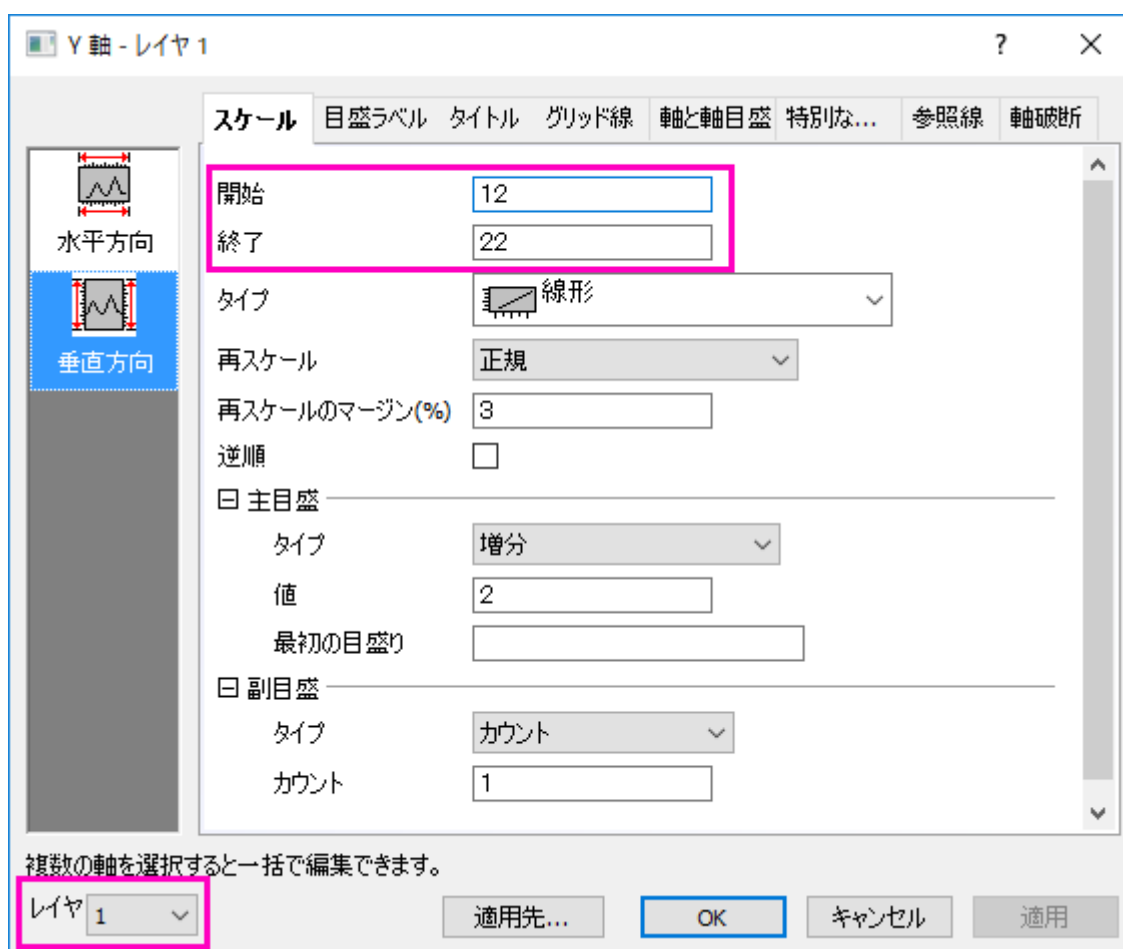 Y 軸 - レイヤ 1
?
スケール 目盛ラベル タイトル グリッド線 軸と軸目盛 特別な... 参照線 軸破断
水平方向
垂直方向
開始 12
終了 22
タイプ 線形
再スケール 正規
再スケールのマージン(%) 3
逆順
主目盛
タイプ 増分
値 2
最初の目盛り
副目盛
タイプ カウント
カウント 1
複数の軸を選択すると一括で編集できます。
レイヤ 1 適用先... OK キャンセル 適用